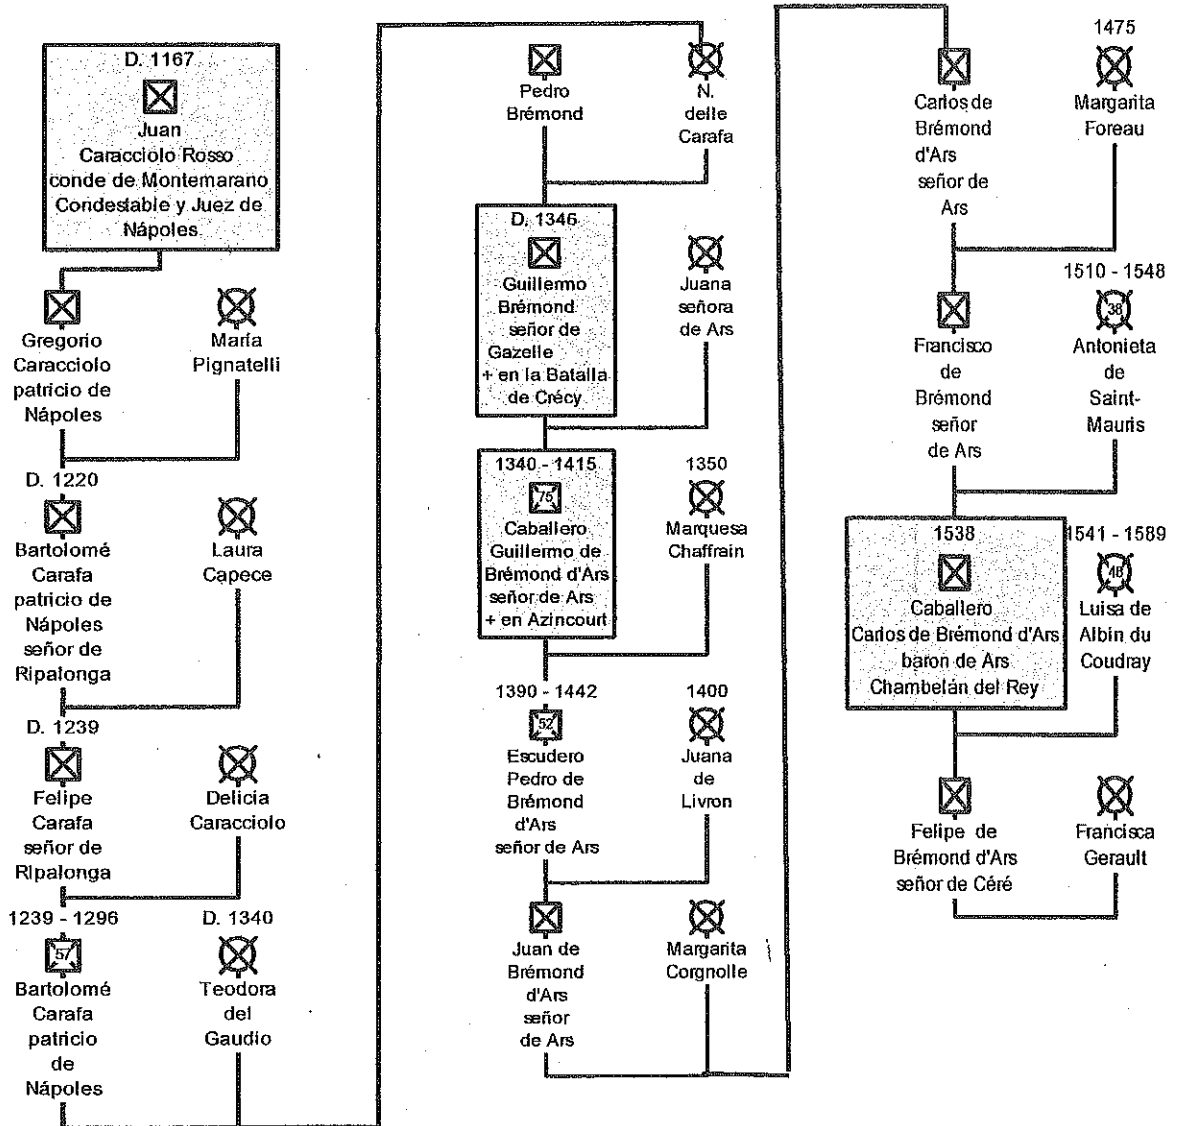 D. 1167
Juan
Caracciolo Rosso
conde de Montemarano
Condestable y Juez de
Nápoles
Gregorio
Caracciolo
patricio de
Nápoles
María
Pignatelli
D. 1220
Bartolomé
Carafa
patricio de
Nápoles
señor de
Ripalonga
Laura
Capece
D. 1239
Felipe
Carafa
señor de
Ripalonga
Delicia
Caracciolo
1239 - 1296
57
Bartolomé
Carafa
patricio
de
Nápoles
D. 1340
Teodora
del
Gaudio
Pedro
Brémond
N.
delle
Carafa
D. 1346
Guillermo
Brémond
señor de
Gazelle
+ en la Batalla
de Crécy
Juana
señora
de Ars
1340 - 1415
75
Caballero
Guillermo de
Brémond d'Ars
señor de Ars
+ en Azincourt
1350
Marquesa
Chaffrain
1390 - 1442
52
Escudero
Pedro de
Brémond
d'Ars
señor de Ars
1400
Juana
de
Livron
Juan de
Brémond
d'Ars
señor
de Ars
Margarita
Corgnolle
Carlos de
Brémond
d'Ars
señor de
Ars
1475
Margarita
Foreau
Francisco
de
Brémond
señor
de Ars
1510 - 1548
38
Antonieta
de
Saint-
Mauris
1538
Caballero
Carlos de Brémond d'Ars
baron de Ars
Chambelán del Rey
1541 - 1589
48
Luisa de
Albin du
Coudray
Felipe de
Brémond d'Ars
señor de Céré
Francisca
Gerault